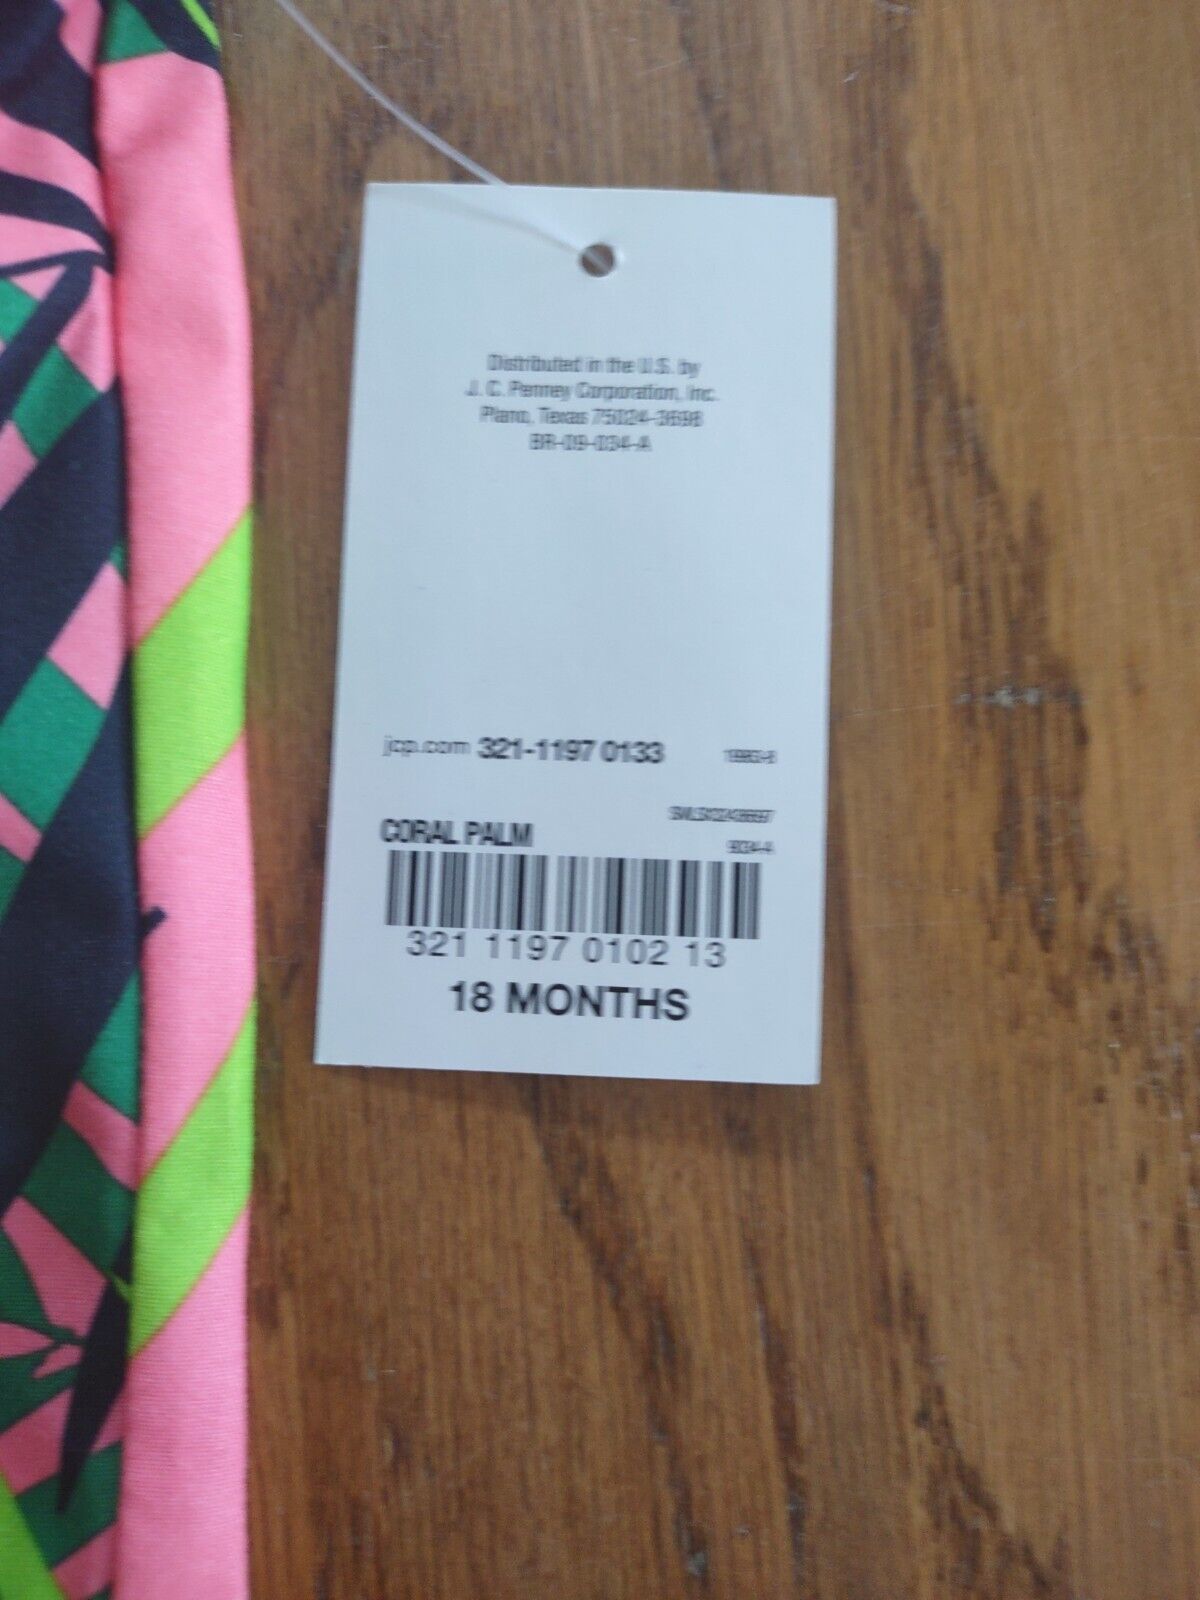 Distributed in the U.S. by
J. C. Penney Corporation, Inc.
Plano, Texas 75024-3698
BR-09-034-A
jcp.com 321-1197 0133
CORAL PALM
9034-A
321 1197 0102 13
18 MONTHS